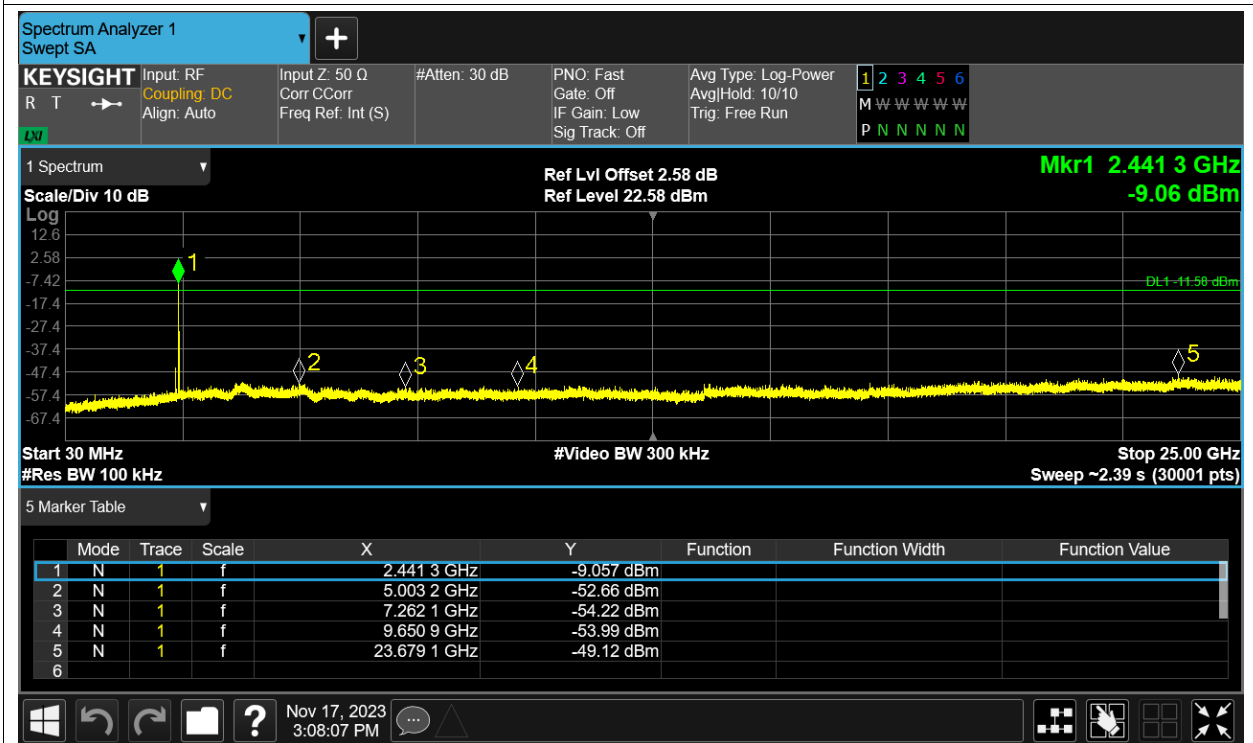 Spectrum Analyzer 1
Swept SA
KEYSIGHT
R T
LXI
Input: RF
Coupling: DC
Align: Auto
Input Z: 50 Ω
Corr CCorr
Freq Ref: Int (S)
#Atten: 30 dB
PNO: Fast
Gate: Off
IF Gain: Low
Sig Track: Off
Avg Type: Log-Power
Avg|Hold: 10/10
Trig: Free Run
1 2 3 4 5 6
M W W W W W
P N N N N N
1 Spectrum
Scale/Div 10 dB
Ref Lvl Offset 2.58 dB
Ref Level 22.58 dBm
Mkr1 2.441 3 GHz
-9.06 dBm
Log
12.6
2.58
-7.42
-17.4
-27.4
-37.4
-47.4
-57.4
-67.4
1
2
3
4
5
DL1 -11.58 dBm
Start 30 MHz
#Res BW 100 kHz
#Video BW 300 kHz
Stop 25.00 GHz
Sweep ~2.39 s (30001 pts)
5 Marker Table
Mode Trace Scale X Y Function Function Width Function Value
1 N 1 f 2.441 3 GHz -9.057 dBm
2 N 1 f 5.003 2 GHz -52.66 dBm
3 N 1 f 7.262 1 GHz -54.22 dBm
4 N 1 f 9.650 9 GHz -53.99 dBm
5 N 1 f 23.679 1 GHz -49.12 dBm
6
?
Nov 17, 2023
3:08:07 PM